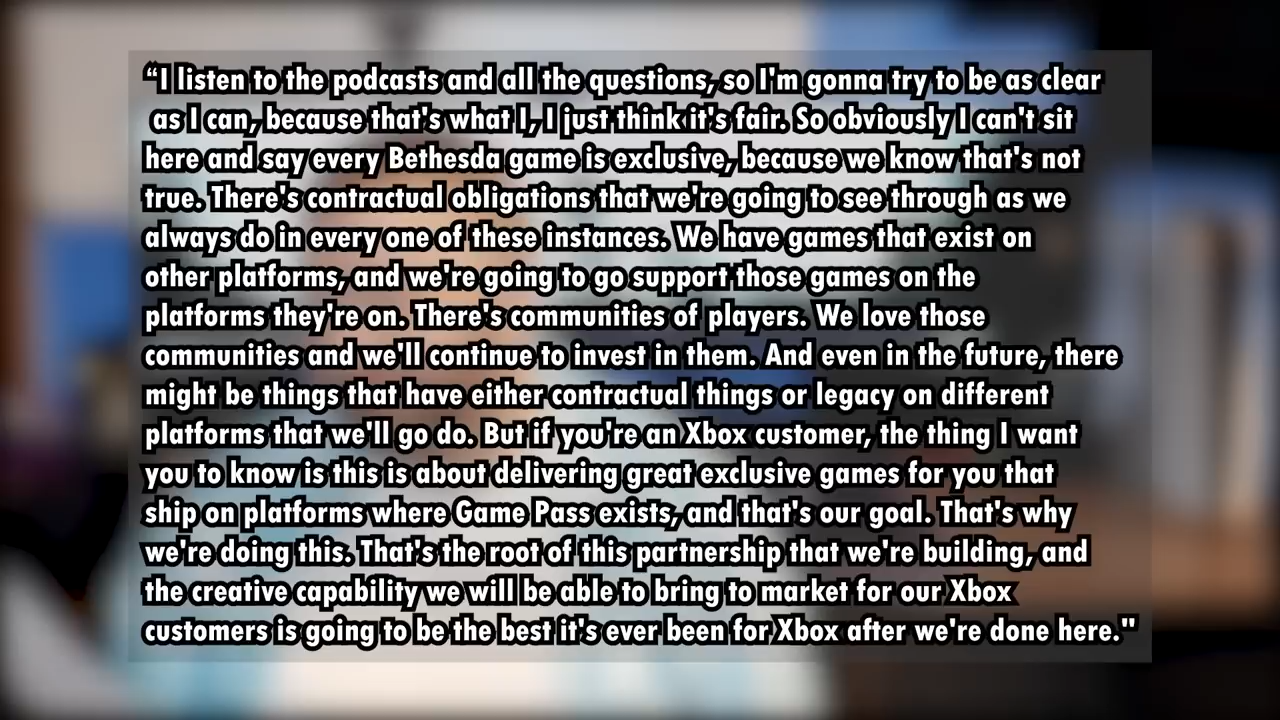 “I listen to the podcasts and all the questions, so I'm gonna try to be as clear
as I can, because that's what I, I just think it's fair. So obviously I can't sit
here and say every Bethesda game is exclusive, because we know that's not
true. There's contractual obligations that we're going to see through as we
always do in every one of these instances. We have games that exist on
other platforms, and we're going to go support those games on the
platforms they're on. There's communities of players. We love those
communities and we'll continue to invest in them. And even in the future, there
might be things that have either contractual things or legacy on different
platforms that we'll go do. But if you're an Xbox customer, the thing I want
you to know is this is about delivering great exclusive games for you that
ship on platforms where Game Pass exists, and that's our goal. That's why
we're doing this. That's the root of this partnership that we're building, and
the creative capability we will be able to bring to market for our Xbox
customers is going to be the best it's ever been for Xbox after we're done here."